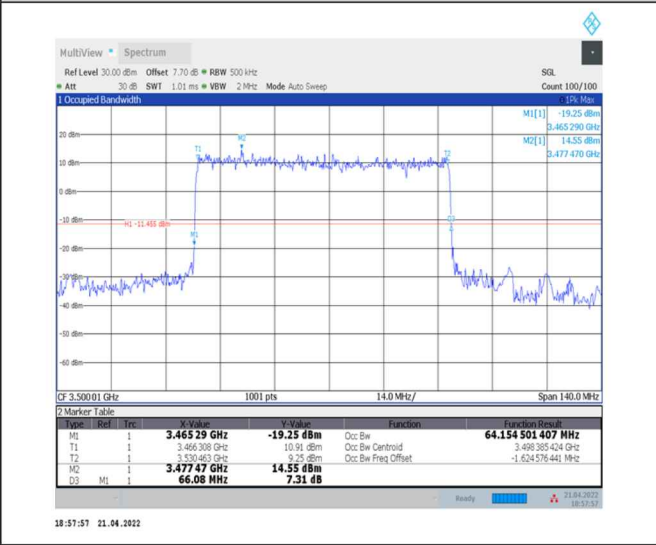 MultiView Spectrum
Ref Level 30.00 dBm Offset 7.70 dB RBW 500 kHz SGL
Att 30 dB SWT 1.01 ms VBW 2 MHz Mode Auto Sweep Count 100/100
1 Occupied Bandwidth 1Pk Max
M1[1] -19.25 dBm
3.465 290 GHz
M2[1] 14.55 dBm
3.477 470 GHz
20 dBm
M2
T1 T2
10 dBm
0 dBm
-10 dBm
D3
H1 -11.455 dBm
M1
-20 dBm
-30 dBm
-40 dBm
-50 dBm
-60 dBm
CF 3.500 01 GHz 1001 pts 14.0 MHz/ Span 140.0 MHz
2 Marker Table
Type Ref Trc X-Value Y-Value Function Function Result
M1 1 3.465 29 GHz -19.25 dBm Occ Bw 64.154 501 407 MHz
T1 1 3.466 308 GHz 10.91 dBm Occ Bw Centroid 3.498 385 424 GHz
T2 1 3.530 463 GHz 9.25 dBm Occ Bw Freq Offset -1.624 576 441 MHz
M2 1 3.477 47 GHz 14.55 dBm
D3 M1 1 66.08 MHz 7.31 dB
Ready 21.04.2022
18:57:57
18:57:57 21.04.2022